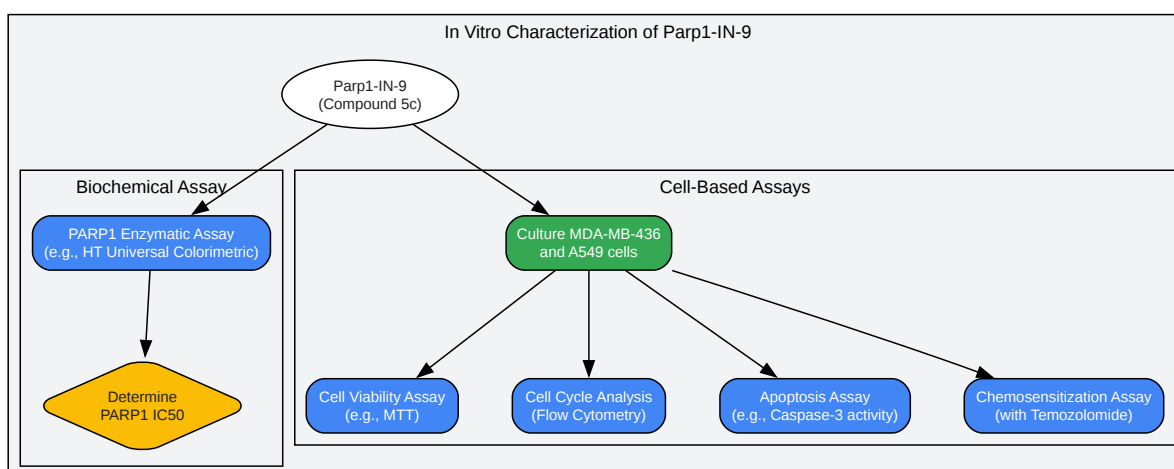 In Vitro Characterization of Parp1-IN-9
Parp1-IN-9
(Compound 5c)
Biochemical Assay
PARP1 Enzymatic Assay
(e.g., HT Universal Colorimetric)
Determine
PARP1 IC50
Cell-Based Assays
Culture MDA-MB-436
and A549 cells
Cell Viability Assay
(e.g., MTT)
Cell Cycle Analysis
(Flow Cytometry)
Apoptosis Assay
(e.g., Caspase-3 activity)
Chemosensitization Assay
(with Temozolomide)